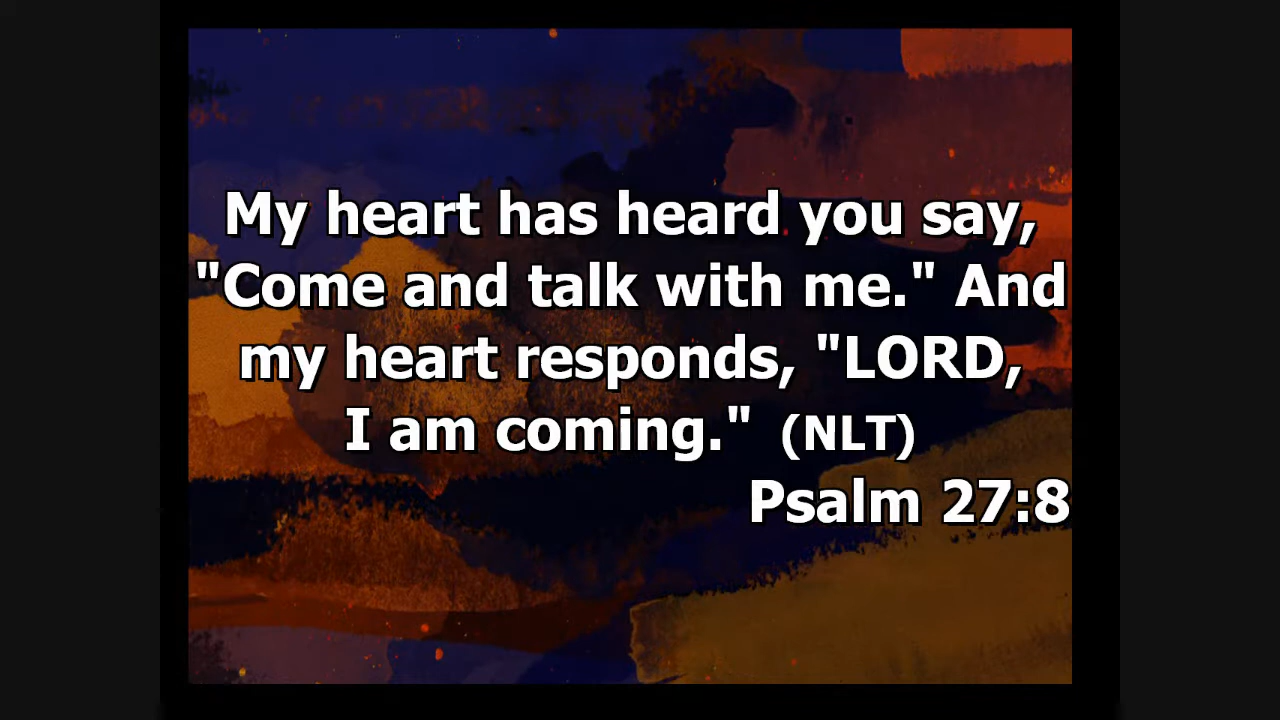 My heart has heard you say,
"Come and talk with me." And
my heart responds, "LORD,
I am coming." (NLT)
Psalm 27:8